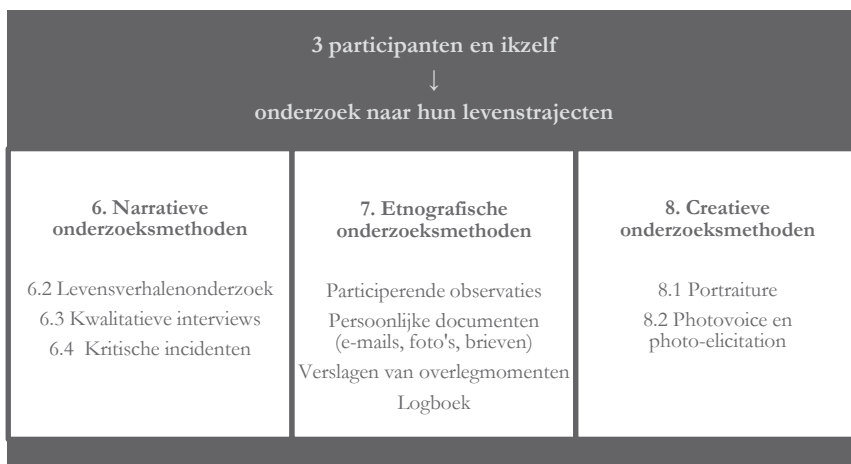 3 participanten en ikzelf
↓
onderzoek naar hun levenstrajecten
6. Narratieve
onderzoeksmethoden
6.2 Levensverhalenonderzoek
6.3 Kwalitatieve interviews
6.4 Kritische incidenten
7. Etnografische
onderzoeksmethoden
Participerende observaties
Persoonlijke documenten
(e-mails, foto's, brieven)
Verslagen van overlegmomenten
Logboek
8. Creatieve
onderzoeksmethoden
8.1 Portraiture
8.2 Photovoice en
photo-elicitation